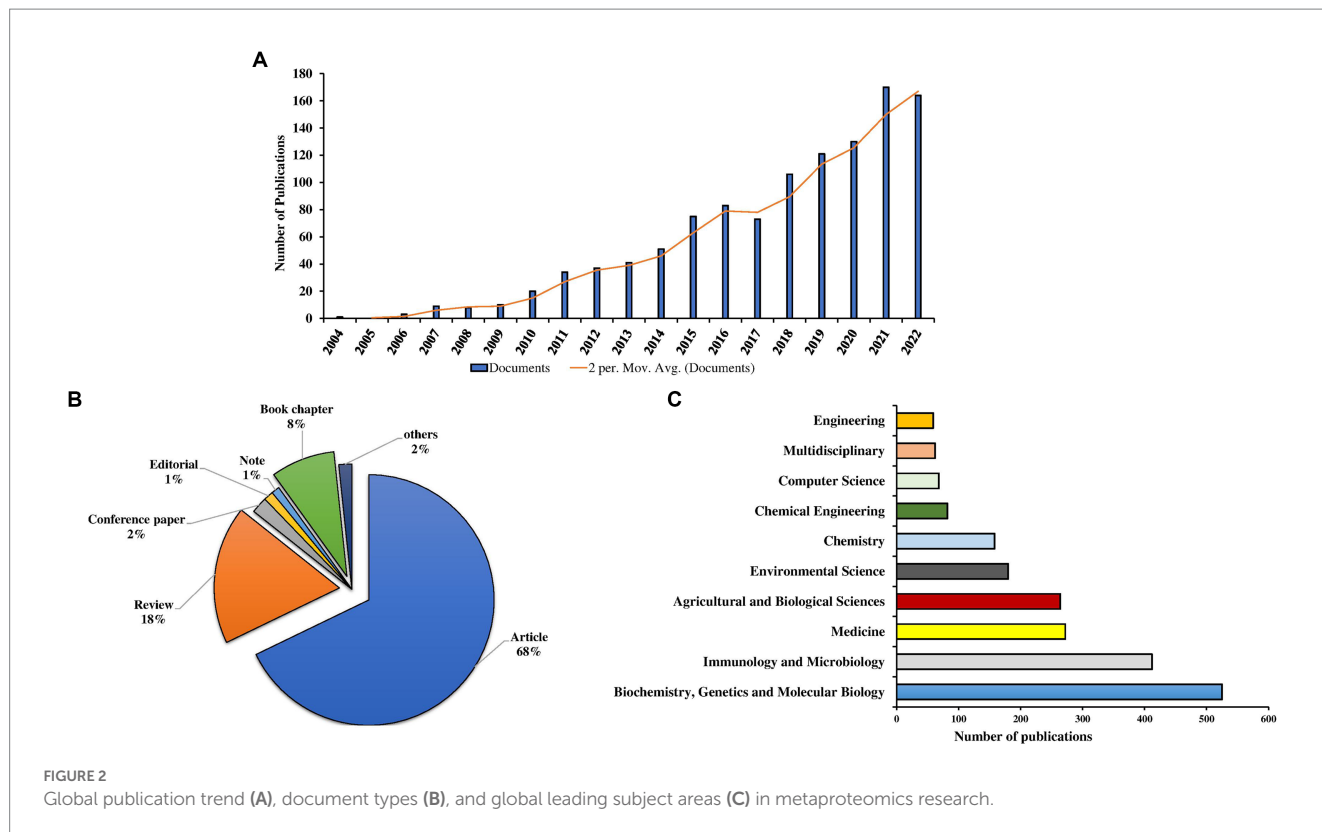 A
180
160
140
120
100
80
60
40
20
0
Number of Publications
2004 2005 2006 2007 2008 2009 2010 2011 2012 2013 2014 2015 2016 2017 2018 2019 2020 2021 2022
Documents 2 per. Mov. Avg. (Documents)
B
Book chapter
8%
others
2%
Note
1%
Editorial
1%
Conference paper
2%
Review
18%
Article
68%
C
Engineering
Multidisciplinary
Computer Science
Chemical Engineering
Chemistry
Environmental Science
Agricultural and Biological Sciences
Medicine
Immunology and Microbiology
Biochemistry, Genetics and Molecular Biology
0 100 200 300 400 500 600
Number of publications
FIGURE 2
Global publication trend (A), document types (B), and global leading subject areas (C) in metaproteomics research.